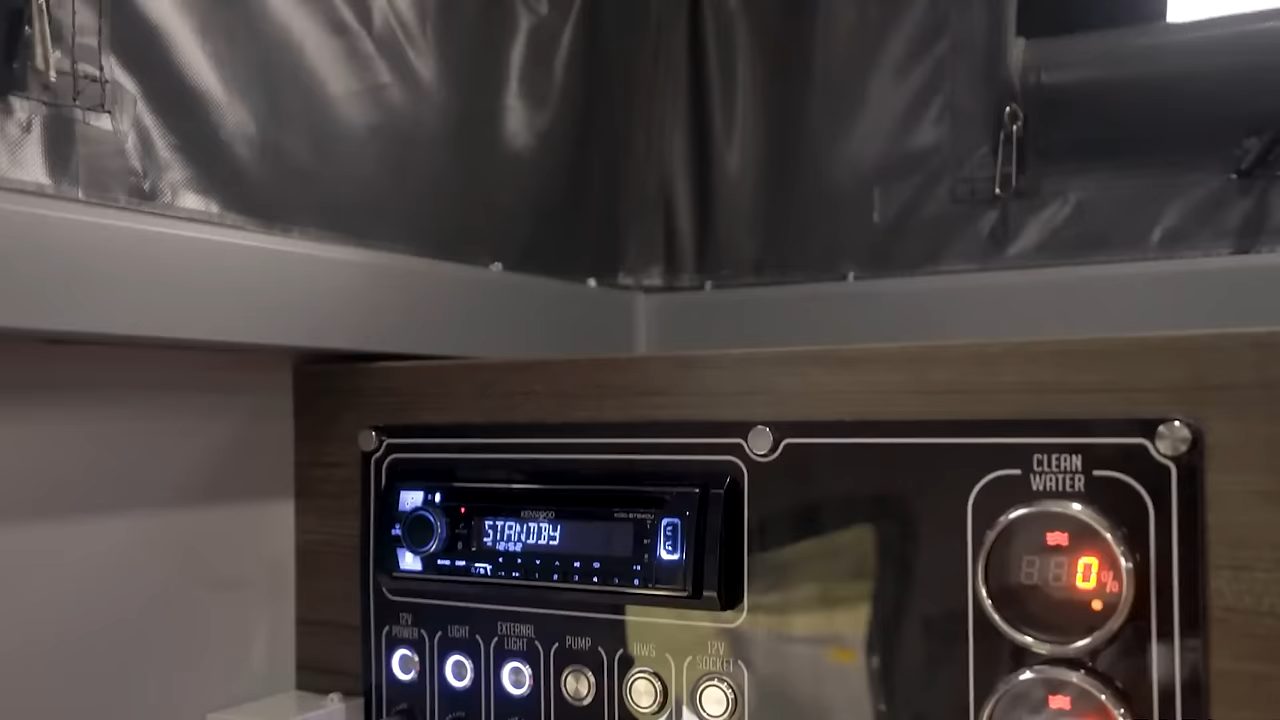 CLEAN
WATER
KENWOOD
STANDBY
12:52
0%
12V
POWER
LIGHT
EXTERNAL
LIGHT
PUMP
HWS
12V
SOCKET